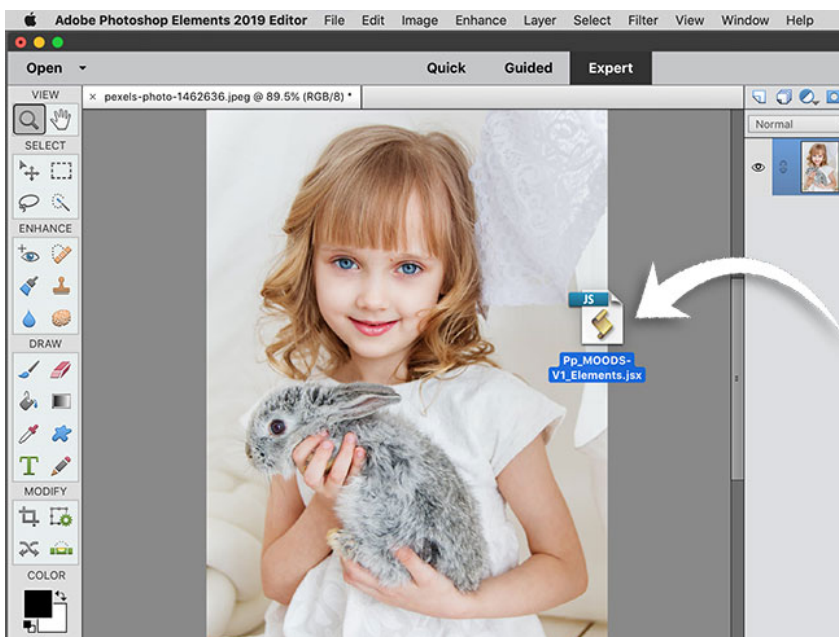 Adobe Photoshop Elements 2019 Editor File Edit Image Enhance Layer Select Filter View Window Help
Open Quick Guided Expert
VIEW
× pexels-photo-1462636.jpeg @ 89.5% (RGB/8) *
Normal
SELECT
ENHANCE
JS
DRAW
Pp_MOODS-
V1_Elements.jsx
T
MODIFY
COLOR